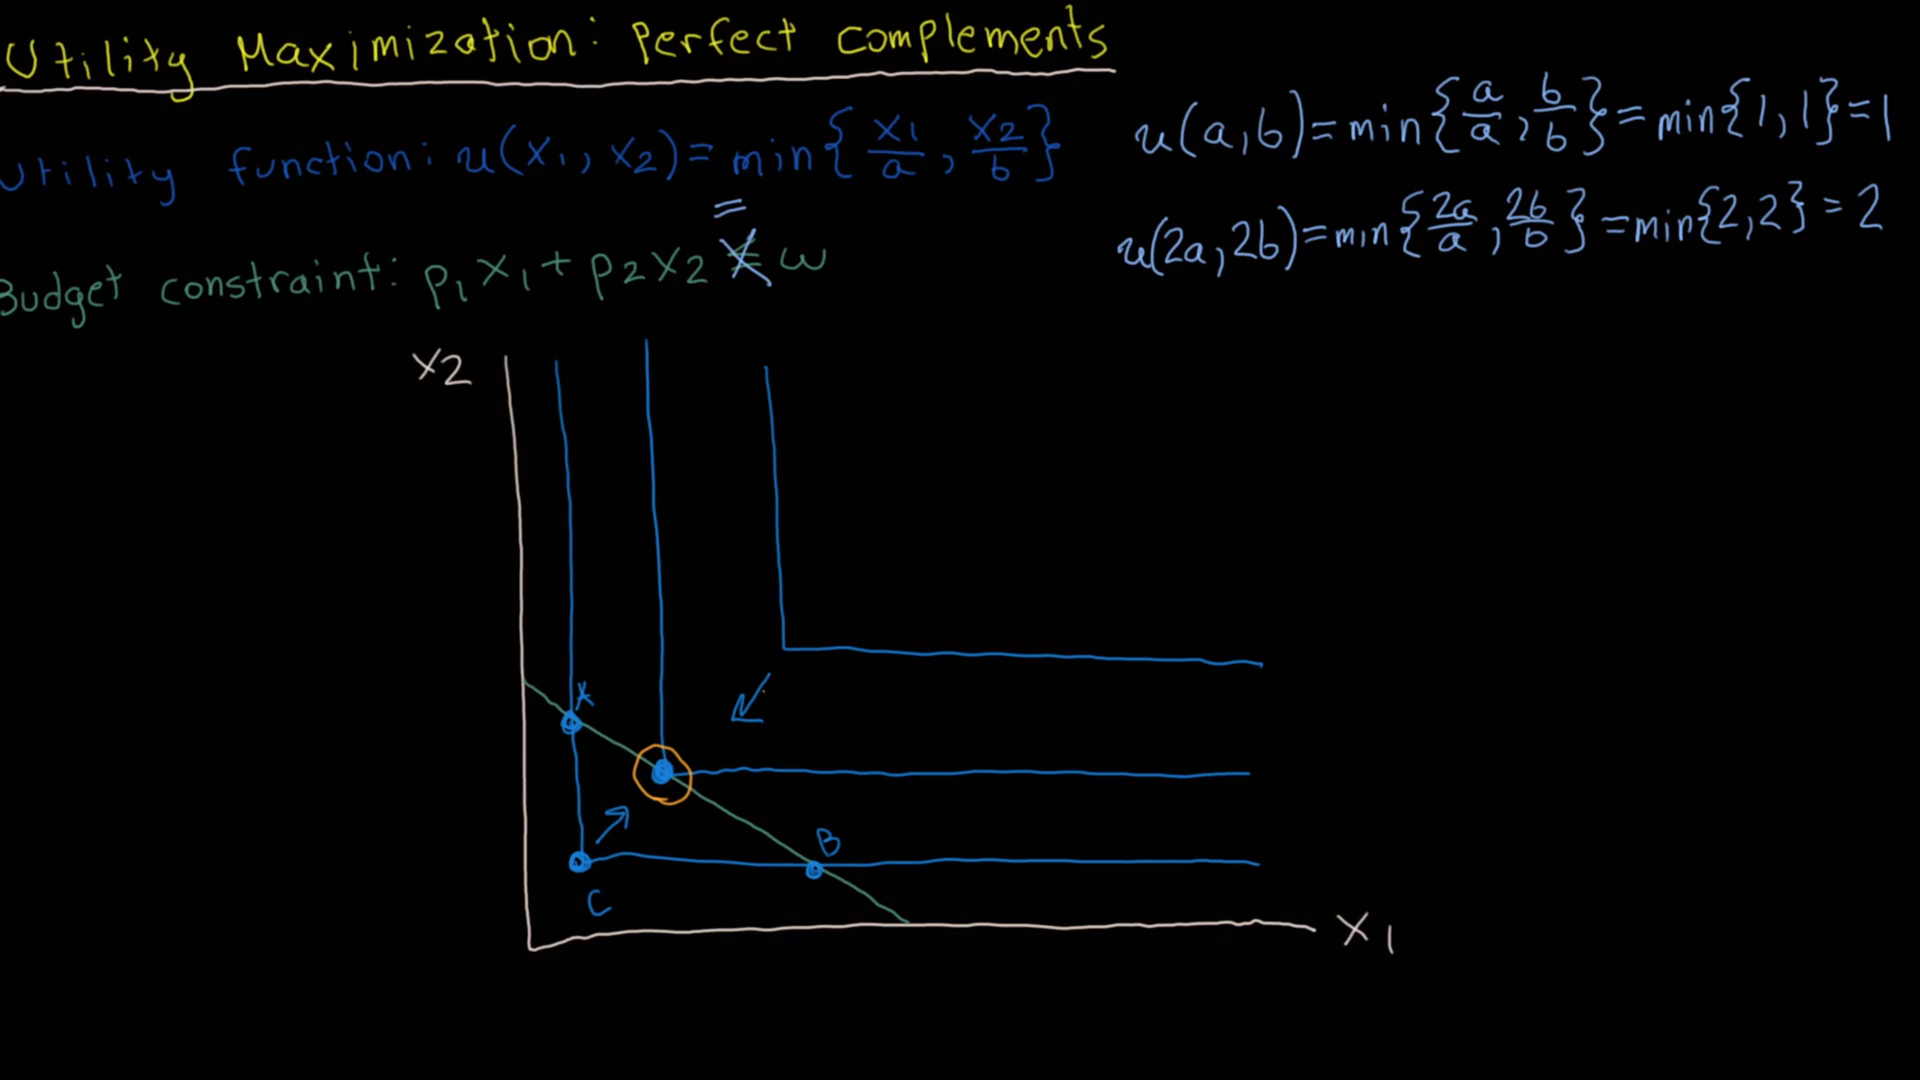 Utility Maximization: Perfect complements
Utility function: u(x₁, x₂) = min{x₁/a, x₂/b}
u(a,b) = min{a/a, b/b} = min{1, 1} = 1
u(2a, 2b) = min{2a/a, 2b/b} = min{2,2} = 2
=
Budget constraint: p₁x₁ + p₂x₂ ≤ w
x₂
A
B
C
x₁